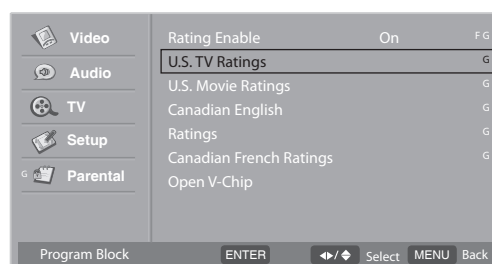 Video
Audio
TV
Setup
G Parental
Rating Enable On F G
U.S. TV Ratings G
U.S. Movie Ratings G
Canadian English G
Ratings G
Canadian French Ratings G
Open V-Chip
Program Block ENTER / Select MENU Back